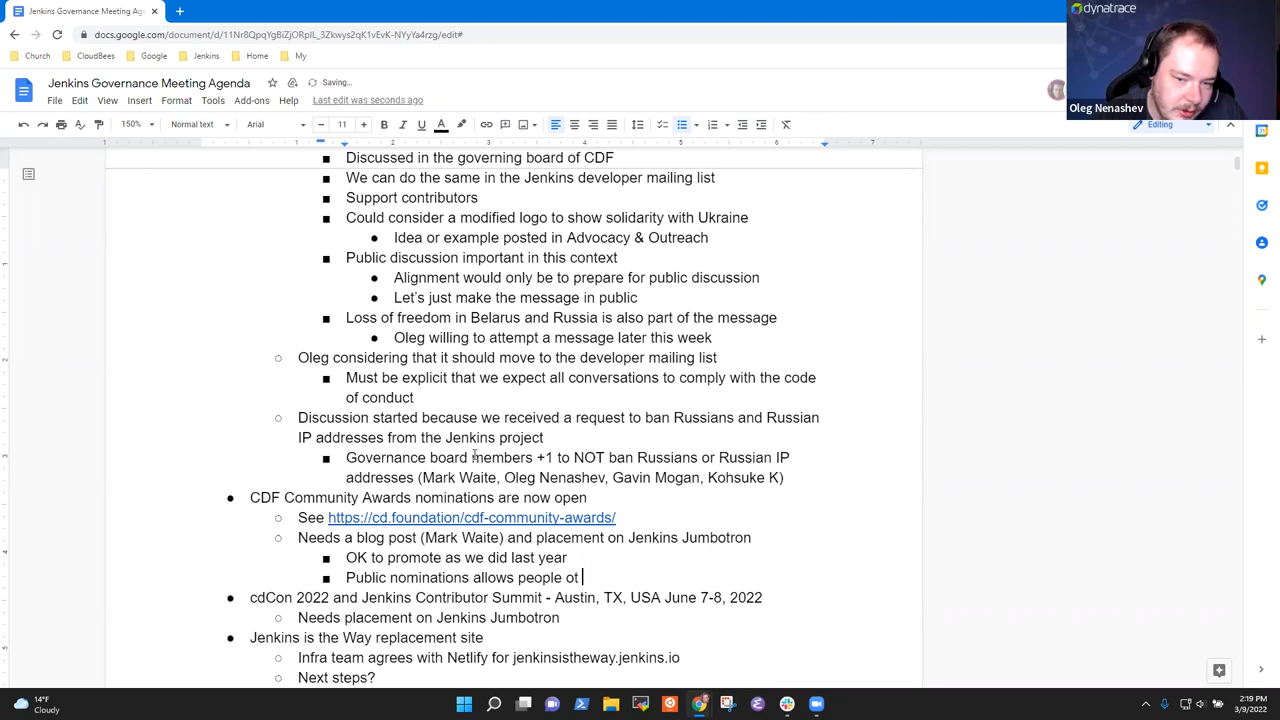 Jenkins Governance Meeting Ag
docs.google.com/document/d/11Nr8QpqYgBiZjORpIL_3Zkwys2qK1vEvK-NYyYa4rzg/edit#
Church CloudBees Google Jenkins Home My
dynatrace
Oleg Nenashev
Jenkins Governance Meeting Agenda Saving...
File Edit View Insert Format Tools Add-ons Help Last edit was seconds ago
150% Normal text Arial 11 Editing
1 1 2 3 4 5 6 7
Discussed in the governing board of CDF
We can do the same in the Jenkins developer mailing list
Support contributors
Could consider a modified logo to show solidarity with Ukraine
Idea or example posted in Advocacy & Outreach
Public discussion important in this context
Alignment would only be to prepare for public discussion
Let's just make the message in public
Loss of freedom in Belarus and Russia is also part of the message
Oleg willing to attempt a message later this week
Oleg considering that it should move to the developer mailing list
Must be explicit that we expect all conversations to comply with the code
of conduct
Discussion started because we received a request to ban Russians and Russian
IP addresses from the Jenkins project
Governance board members +1 to NOT ban Russians or Russian IP
addresses (Mark Waite, Oleg Nenashev, Gavin Mogan, Kohsuke K)
CDF Community Awards nominations are now open
See https://cd.foundation/cdf-community-awards/
Needs a blog post (Mark Waite) and placement on Jenkins Jumbotron
OK to promote as we did last year
Public nominations allows people ot
cdCon 2022 and Jenkins Contributor Summit - Austin, TX, USA June 7-8, 2022
Needs placement on Jenkins Jumbotron
Jenkins is the Way replacement site
Infra team agrees with Netlify for jenkinsistheway.jenkins.io
Next steps?
14°F
Cloudy
2:19 PM
3/9/2022